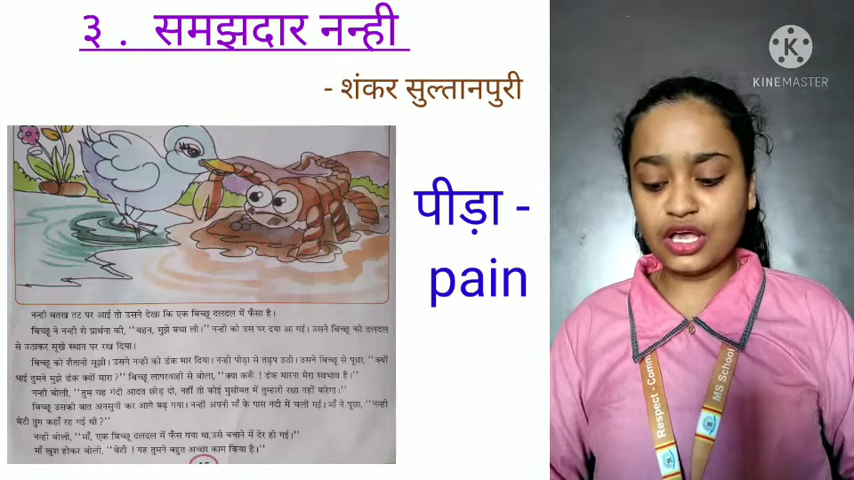 ३ . समझदार नन्ही
- शंकर सुल्तानपुरी
KINEMASTER
पीड़ा -
pain
नन्ही बतख तट पर आई तो उसने देखा कि एक बिच्छू दलदल में फँसा है।
बिच्छू ने नन्ही से प्रार्थना की, "बहन, मुझे बचा लो।" नन्ही को उस पर दया आ गई। उसने बिच्छू को दलदल
से उठाकर सूखे स्थान पर रख दिया।
बिच्छू को शैतानी सूझी। उसने नन्ही को डंक मार दिया। नन्ही पीड़ा से तड़प उठी। उसने बिच्छू से पूछा, "क्यों
भाई तुमने मुझे डंक क्यों मारा?" बिच्छू लापरवाही से बोला, "क्या करूँ! डंक मारना मेरा स्वभाव है।"
नन्ही बोली, "तुम यह गंदी आदत छोड़ दो, नहीं तो कोई मुसीबत में तुम्हारी रक्षा नहीं करेगा।"
बिच्छू उसकी बात अनसुनी कर आगे बढ़ गया। नन्ही अपनी माँ के पास नदी में चली गई। माँ ने पूछा, "नन्ही
बेटी तुम कहाँ रह गई थी?"
नन्ही बोली, "माँ, एक बिच्छू दलदल में फँस गया था,उसे बचाने में देर हो गई।"
माँ खुश होकर बोली, "बेटी ! यह तुमने बहुत अच्छा काम किया है।"
Respect - Comm
MS School